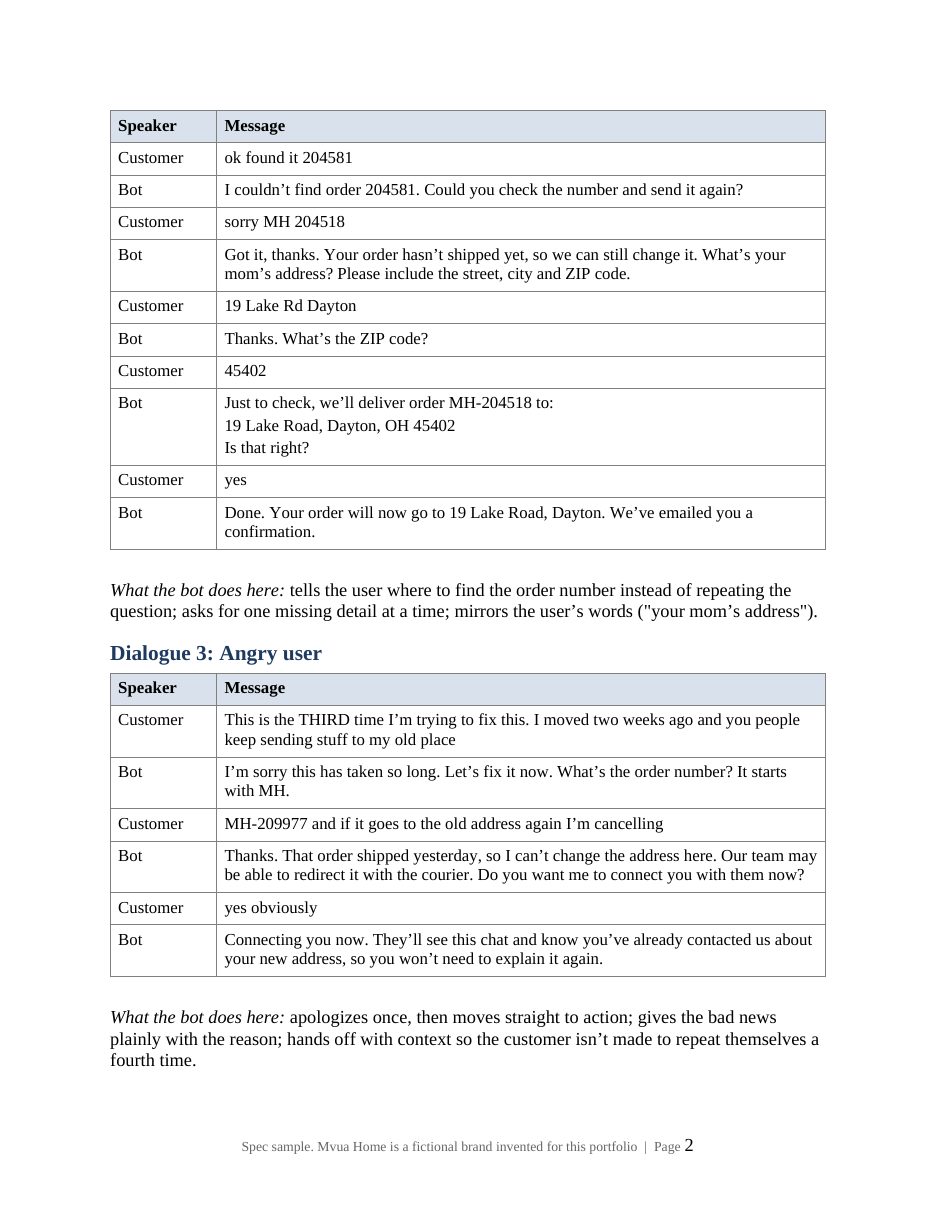 Speaker Message
Customer ok found it 204581
Bot I couldn’t find order 204581. Could you check the number and send it again?
Customer sorry MH 204518
Bot Got it, thanks. Your order hasn’t shipped yet, so we can still change it. What’s your
mom’s address? Please include the street, city and ZIP code.
Customer 19 Lake Rd Dayton
Bot Thanks. What’s the ZIP code?
Customer 45402
Bot Just to check, we’ll deliver order MH-204518 to:
19 Lake Road, Dayton, OH 45402
Is that right?
Customer yes
Bot Done. Your order will now go to 19 Lake Road, Dayton. We’ve emailed you a
confirmation.
What the bot does here: tells the user where to find the order number instead of repeating the
question; asks for one missing detail at a time; mirrors the user’s words ("your mom’s address").
Dialogue 3: Angry user
Speaker Message
Customer This is the THIRD time I’m trying to fix this. I moved two weeks ago and you people
keep sending stuff to my old place
Bot I’m sorry this has taken so long. Let’s fix it now. What’s the order number? It starts
with MH.
Customer MH-209977 and if it goes to the old address again I’m cancelling
Bot Thanks. That order shipped yesterday, so I can’t change the address here. Our team may
be able to redirect it with the courier. Do you want me to connect you with them now?
Customer yes obviously
Bot Connecting you now. They’ll see this chat and know you’ve already contacted us about
your new address, so you won’t need to explain it again.
What the bot does here: apologizes once, then moves straight to action; gives the bad news
plainly with the reason; hands off with context so the customer isn’t made to repeat themselves a
fourth time.
Spec sample. Mvua Home is a fictional brand invented for this portfolio | Page 2